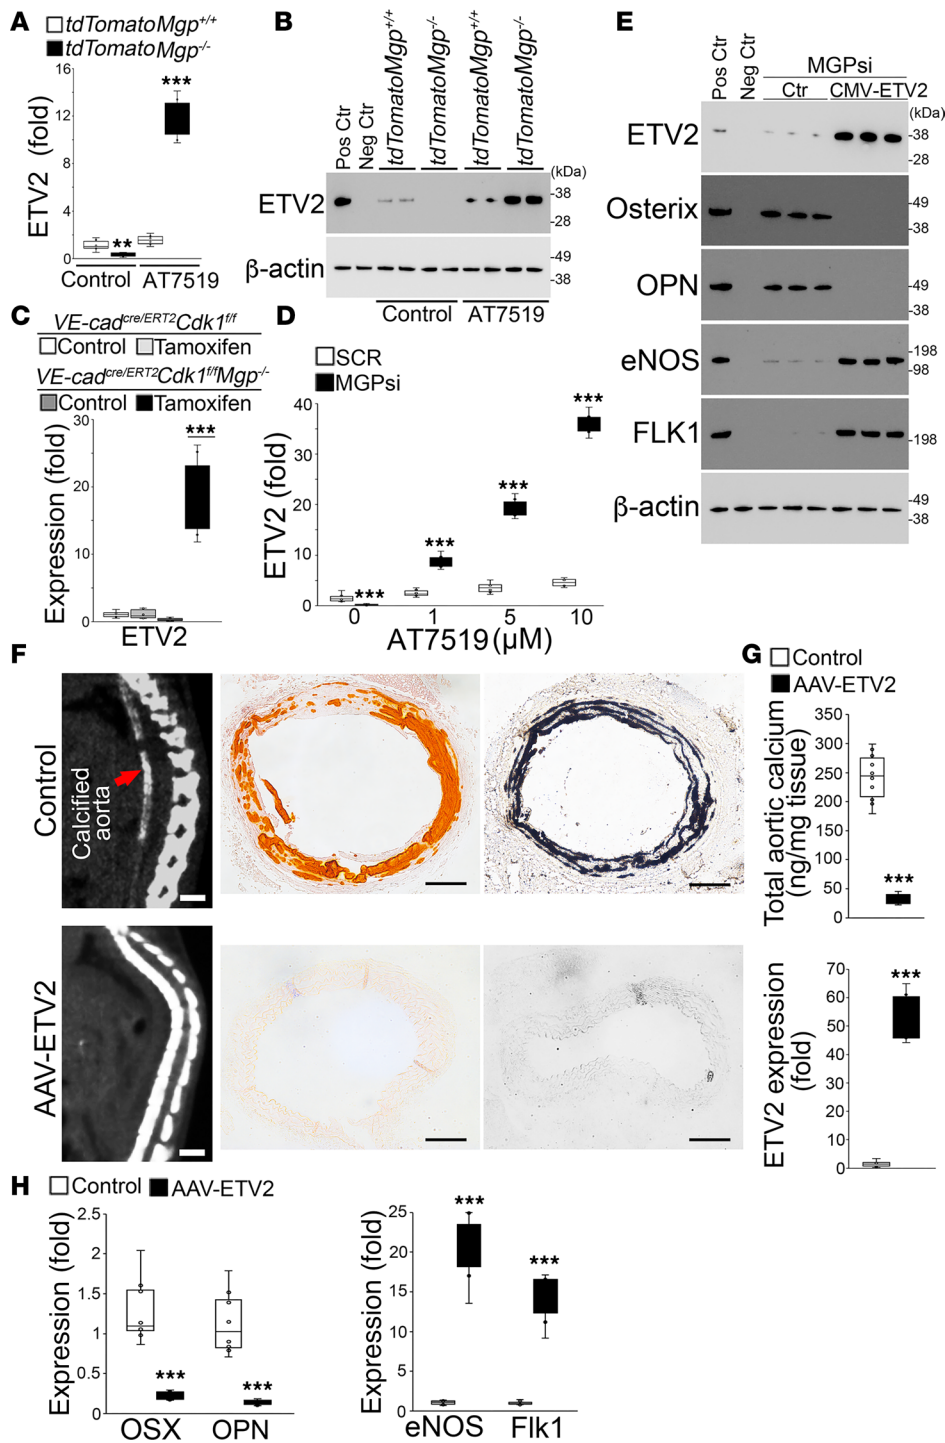 A
tdTomatoMgp+/+
tdTomatoMgp-/-
ETV2 (fold)
16
12
8
4
0
***
**
Control
AT7519
B
Pos Ctr
Neg Ctr
tdTomatoMgp+/+
tdTomatoMgp-/-
tdTomatoMgp+/+
tdTomatoMgp-/-
(kDa)
ETV2
-38
-28
β-actin
-49
-38
Control
AT7519
C
VE-cadcre/ERT2Cdk1f/f
Control
Tamoxifen
VE-cadcre/ERT2Cdk1f/fMgp-/-
Control
Tamoxifen
Expression (fold)
30
20
10
0
***
ETV2
D
SCR
MGPsi
ETV2 (fold)
40
30
20
10
0
***
***
***
***
0
1
5
10
AT7519 (µM)
E
Pos Ctr
Neg Ctr
MGPsi
Ctr
CMV-ETV2
(kDa)
ETV2
-38
-28
Osterix
-49
-38
OPN
-49
-38
eNOS
-198
-98
FLK1
-198
β-actin
-49
-38
F
Control
Calcified
aorta
AAV-ETV2
G
Control
AAV-ETV2
Total aortic calcium
(ng/mg tissue)
350
300
250
200
150
100
50
0
***
ETV2 expression
(fold)
70
60
50
40
30
20
10
0
***
H
Control
AAV-ETV2
Expression (fold)
2.5
2
1.5
1
0.5
0
***
***
OSX
OPN
Expression (fold)
25
20
15
10
5
0
***
***
eNOS
Flk1